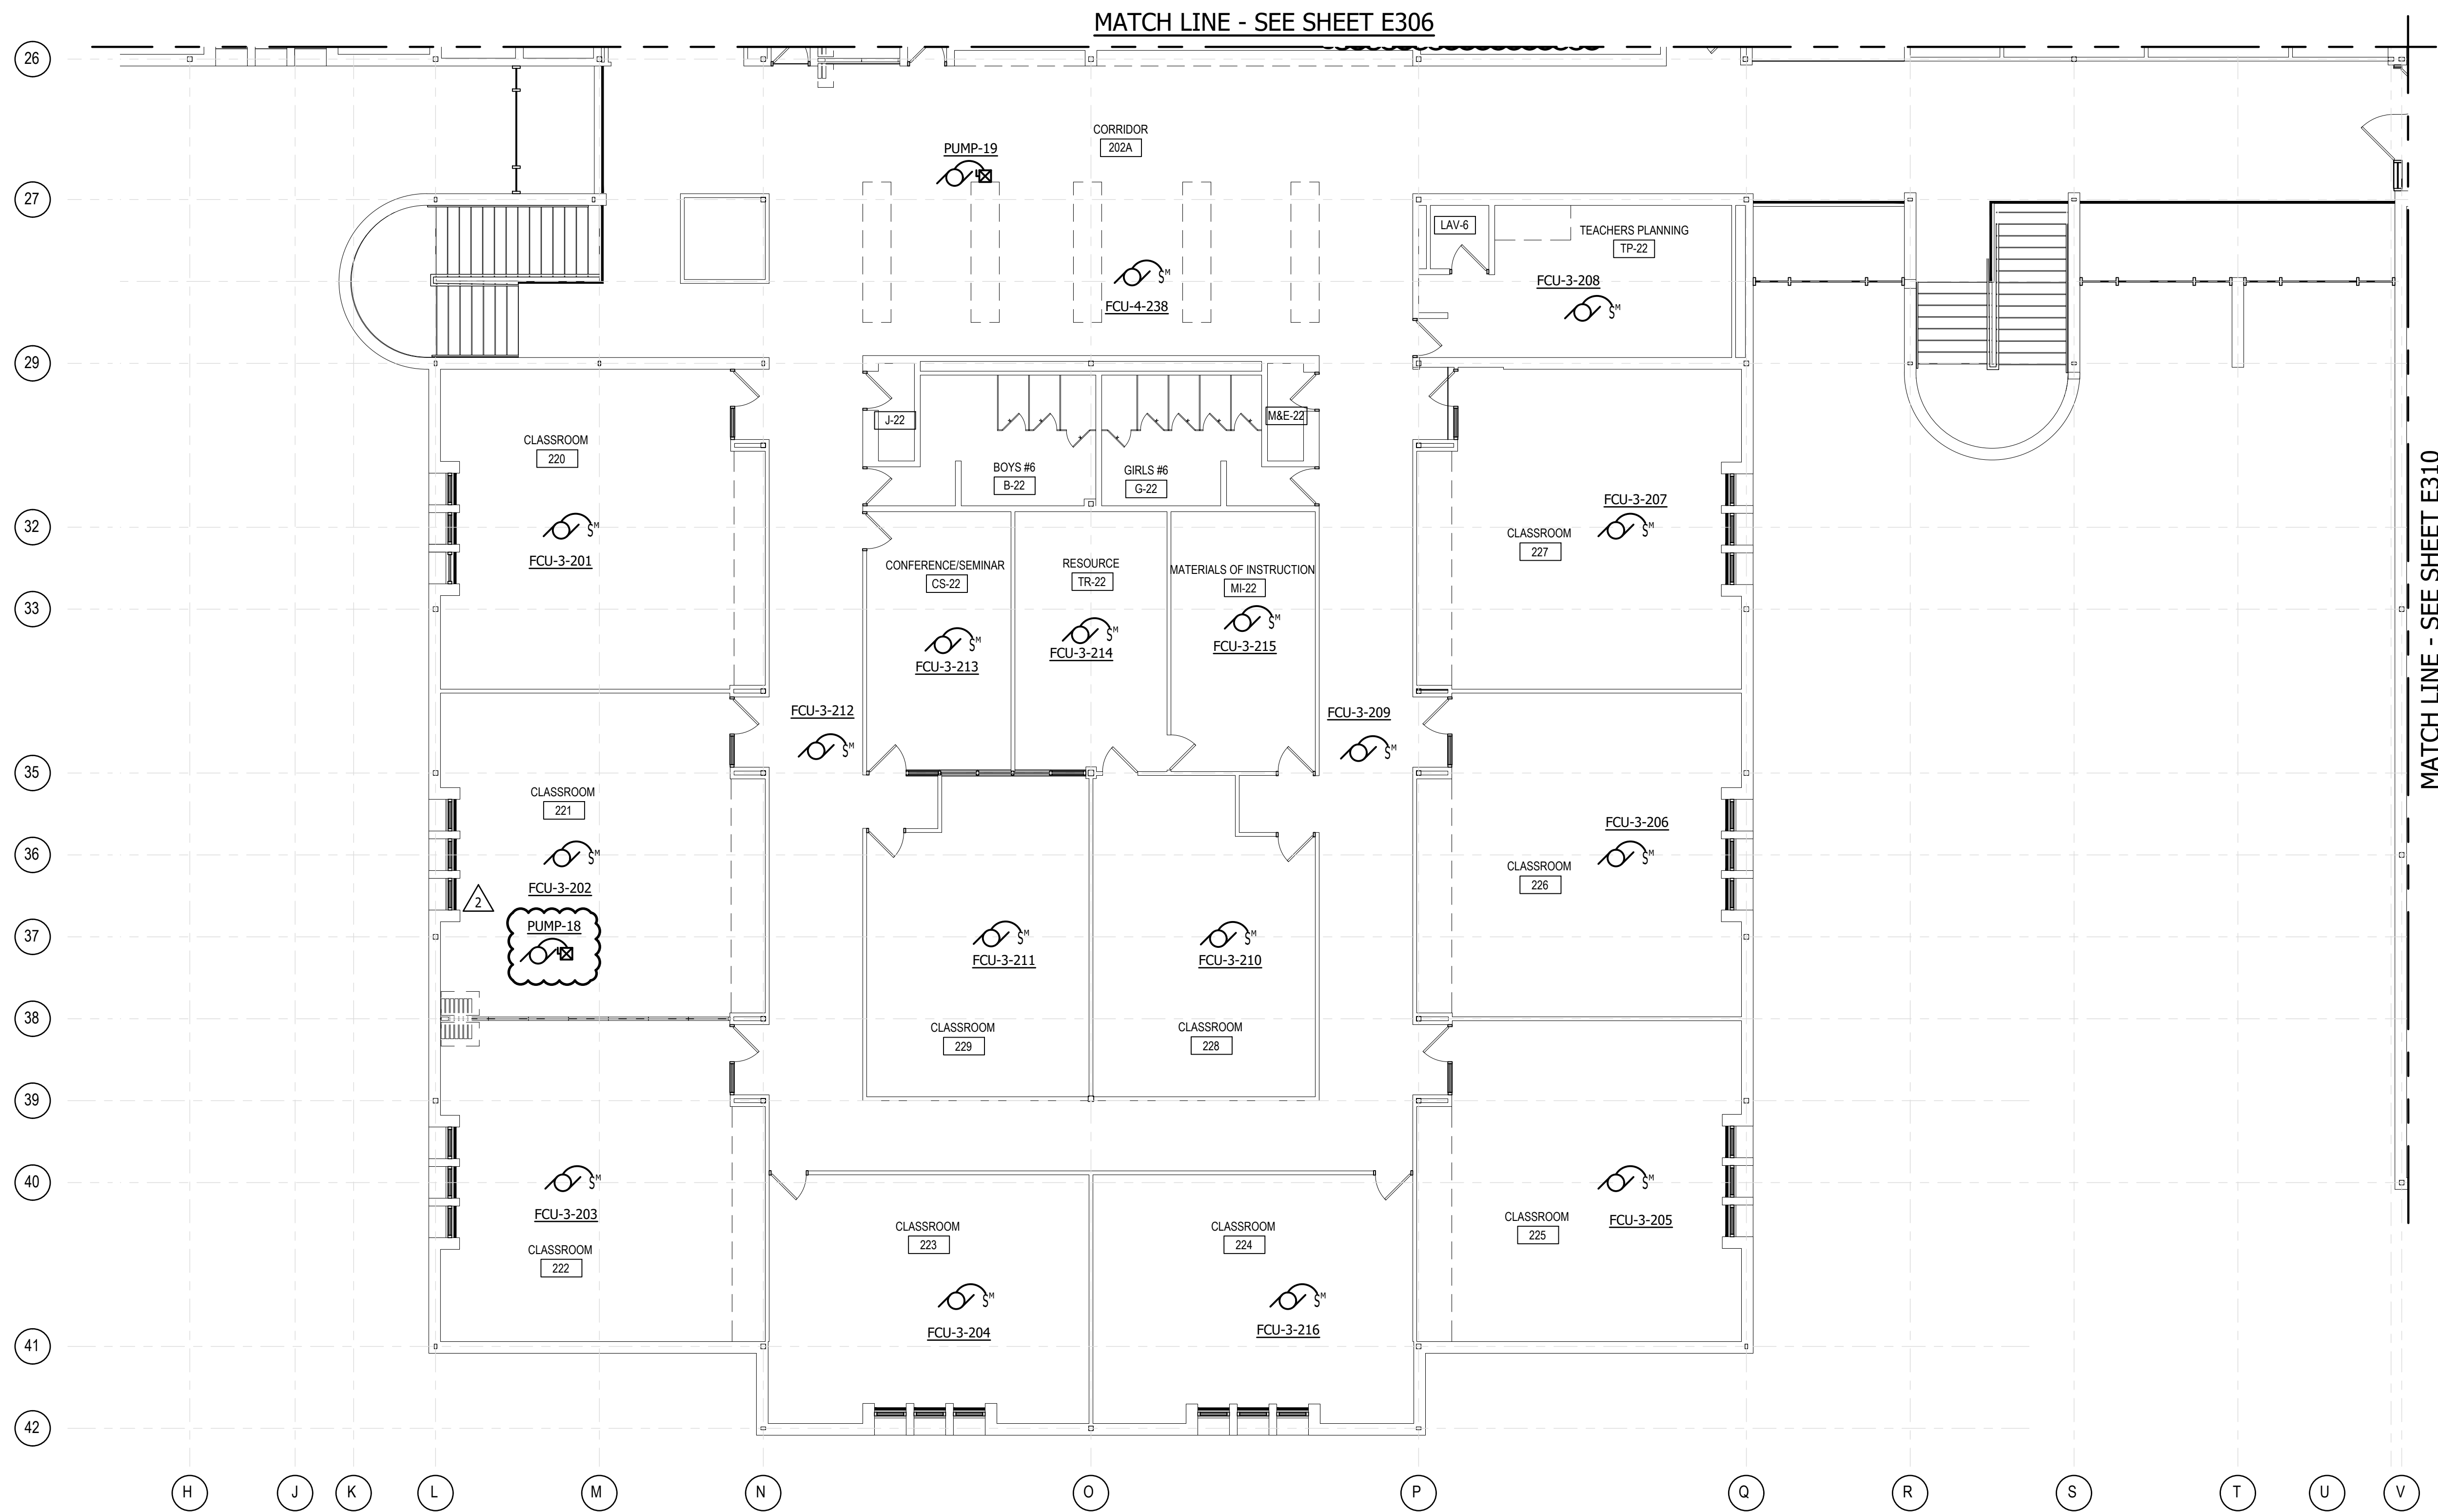 MATCH LINE - SEE SHEET E306
26
CORRIDOR
202A
PUMP-19
27
LAV-6
TEACHERS PLANNING
TP-22
FCU-3-208
S M
FCU-4-238
S M
29
J-22
M&E-22
CLASSROOM
220
BOYS #6
B-22
GIRLS #6
G-22
FCU-3-207
S M
32
S M
FCU-3-201
CLASSROOM
227
CONFERENCE/SEMINAR
CS-22
RESOURCE
TR-22
MATERIALS OF INSTRUCTION
MI-22
33
S M
FCU-3-213
S M
FCU-3-214
S M
FCU-3-215
FCU-3-212
S M
FCU-3-209
S M
MATCH LINE - SEE SHEET E310
35
CLASSROOM
221
FCU-3-206
S M
36
S M
FCU-3-202
CLASSROOM
226
2
PUMP-18
37
S M
FCU-3-211
S M
FCU-3-210
38
CLASSROOM
229
CLASSROOM
228
39
40
S M
FCU-3-203
S M
FCU-3-205
CLASSROOM
225
CLASSROOM
222
CLASSROOM
223
CLASSROOM
224
S M
FCU-3-204
S M
FCU-3-216
41
42
H J K L M N O P Q R S T U V